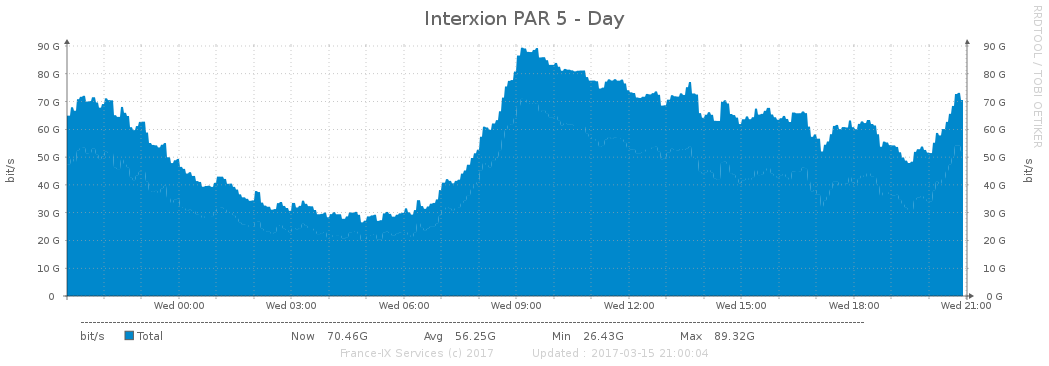 Interxion PAR 5 - Day
RRDTOOL / TOBI OETIKER
bit/s
90 G
80 G
70 G
60 G
50 G
40 G
30 G
20 G
10 G
0
90 G
80 G
70 G
60 G
50 G
40 G
30 G
20 G
10 G
0 G
bit/s
Wed 00:00 Wed 03:00 Wed 06:00 Wed 09:00 Wed 12:00 Wed 15:00 Wed 18:00 Wed 21:00
bit/s Total Now 70.46G Avg 56.25G Min 26.43G Max 89.32G
France-IX Services (c) 2017 Updated : 2017-03-15 21:00:04